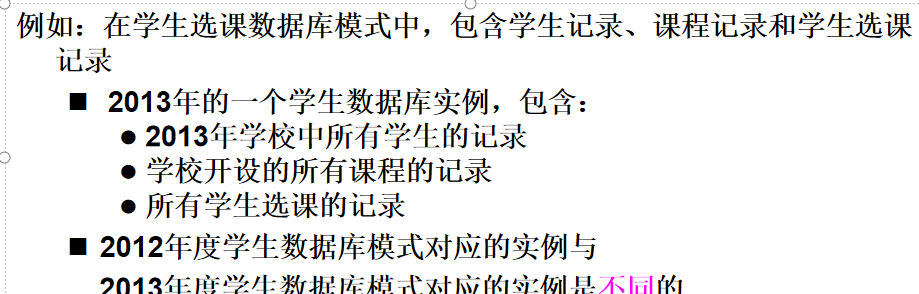 例如：在学生选课数据库模式中，包含学生记录、课程记录和学生选课
记录
■ 2013年的一个学生数据库实例，包含：
● 2013年学校中所有学生的记录
● 学校开设的所有课程的记录
● 所有学生选课的记录
■ 2012年度学生数据库模式对应的实例与
2013年度学生数据库模式对应的实例是不同的